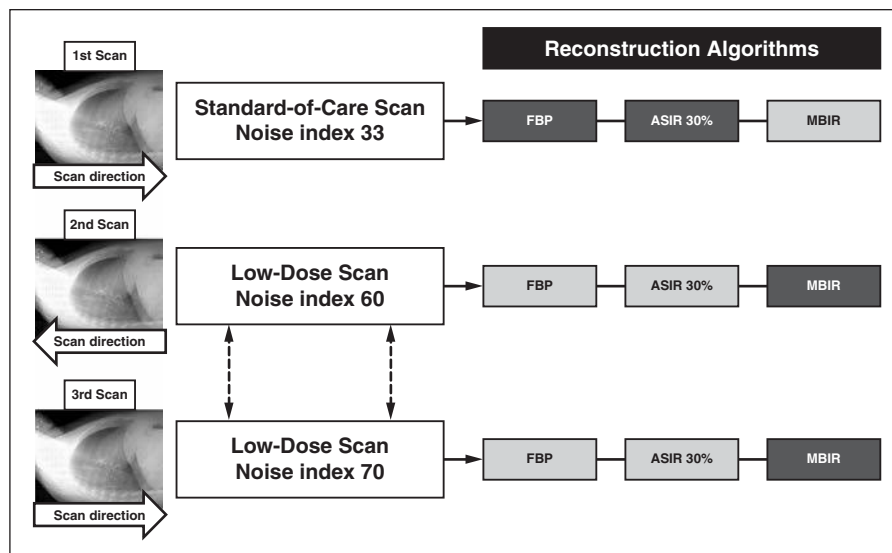 Reconstruction Algorithms
1st Scan
Scan direction
Standard-of-Care Scan
Noise index 33
FBP
ASIR 30%
MBIR
2nd Scan
Scan direction
Low-Dose Scan
Noise index 60
FBP
ASIR 30%
MBIR
3rd Scan
Scan direction
Low-Dose Scan
Noise index 70
FBP
ASIR 30%
MBIR